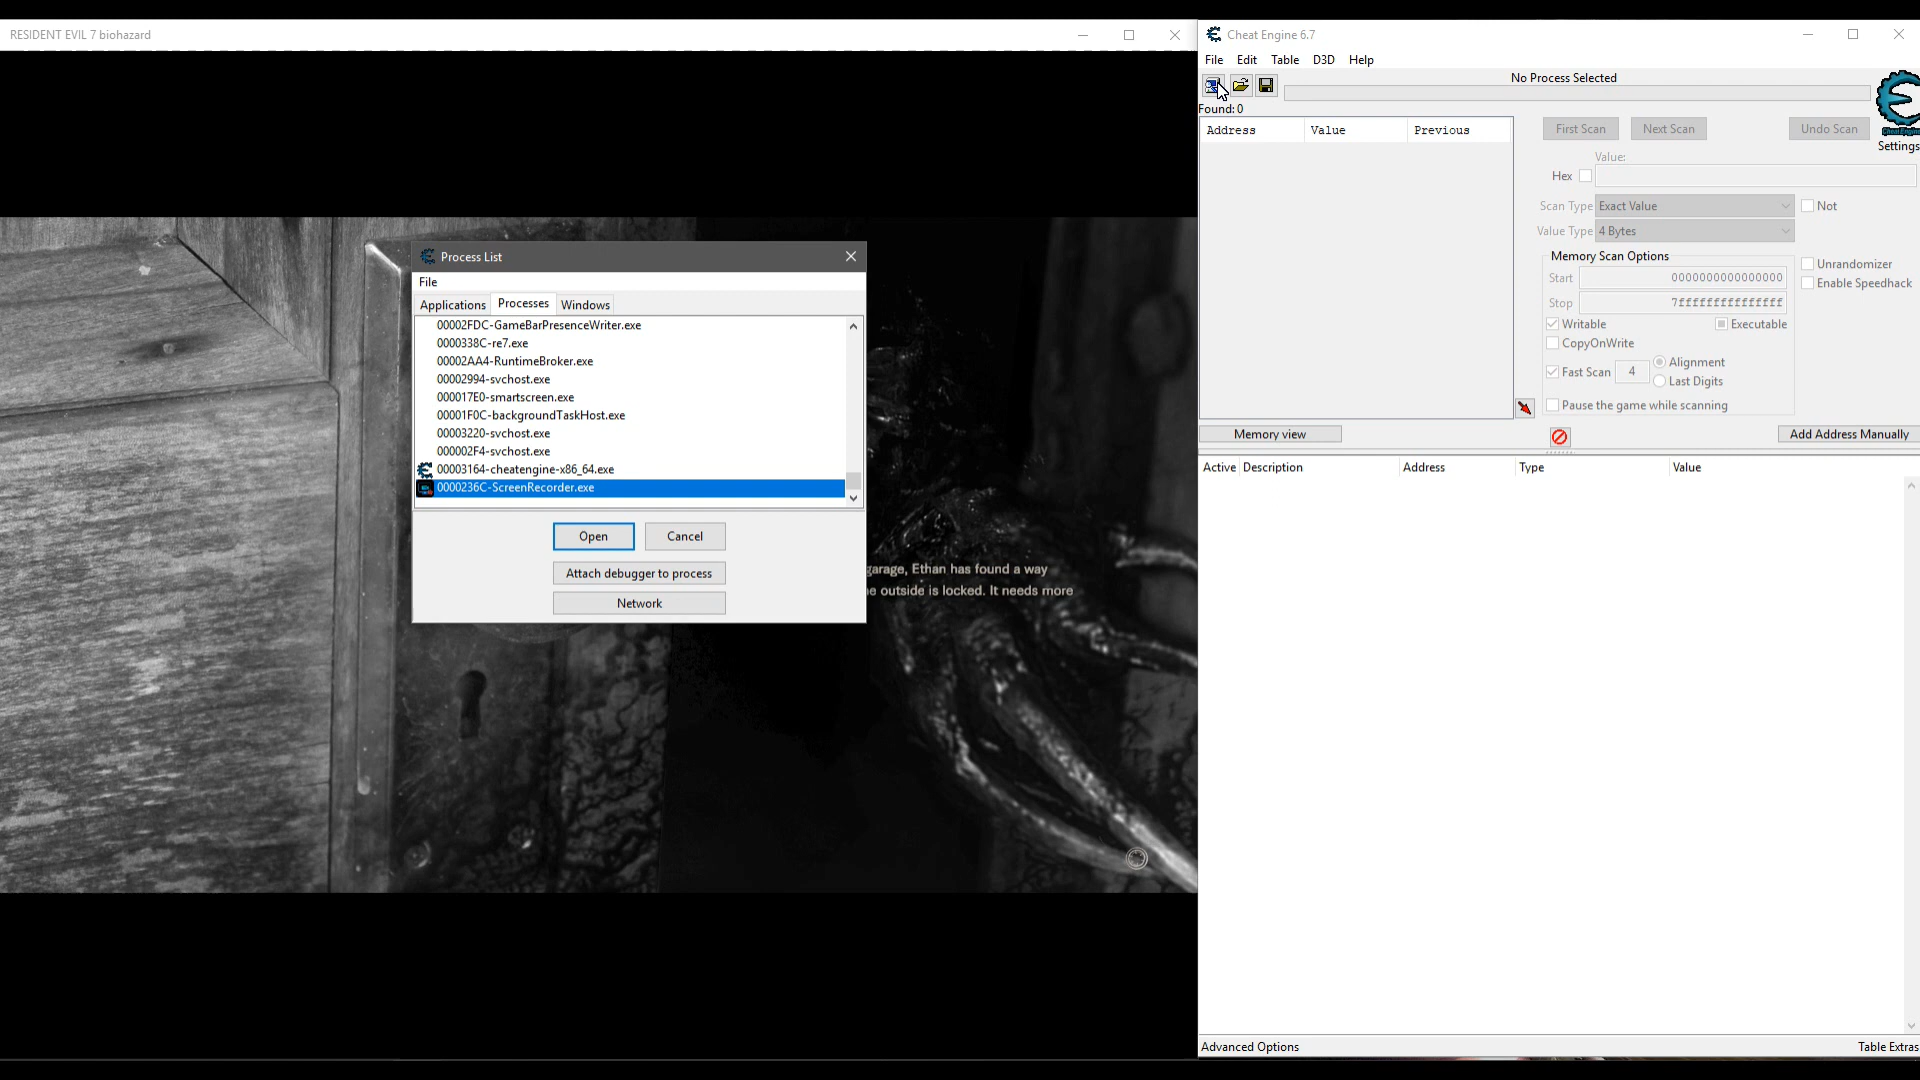 RESIDENT EVIL 7 biohazard
Process List
File
Applications Processes Windows
00002FDC-GameBarPresenceWriter.exe
0000338C-re7.exe
00002AA4-RuntimeBroker.exe
00002994-svchost.exe
000017E0-smartscreen.exe
00001F0C-backgroundTaskHost.exe
00003220-svchost.exe
000002F4-svchost.exe
00003164-cheatengine-x86_64.exe
0000236C-ScreenRecorder.exe
Open Cancel
Attach debugger to process
Network
garage, Ethan has found a way
outside is locked. It needs more
Cheat Engine 6.7
File Edit Table D3D Help
No Process Selected
Found: 0
Address Value Previous
First Scan Next Scan Undo Scan
Cheat Engine
Settings
Value:
Hex
Scan Type Exact Value Not
Value Type 4 Bytes
Memory Scan Options
Start 0000000000000000
Stop 7fffffffffffffff
Unrandomizer
Enable Speedhack
Writable Executable
CopyOnWrite
Fast Scan 4 Alignment
Last Digits
Pause the game while scanning
Memory view Add Address Manually
Active Description Address Type Value
Advanced Options Table Extras